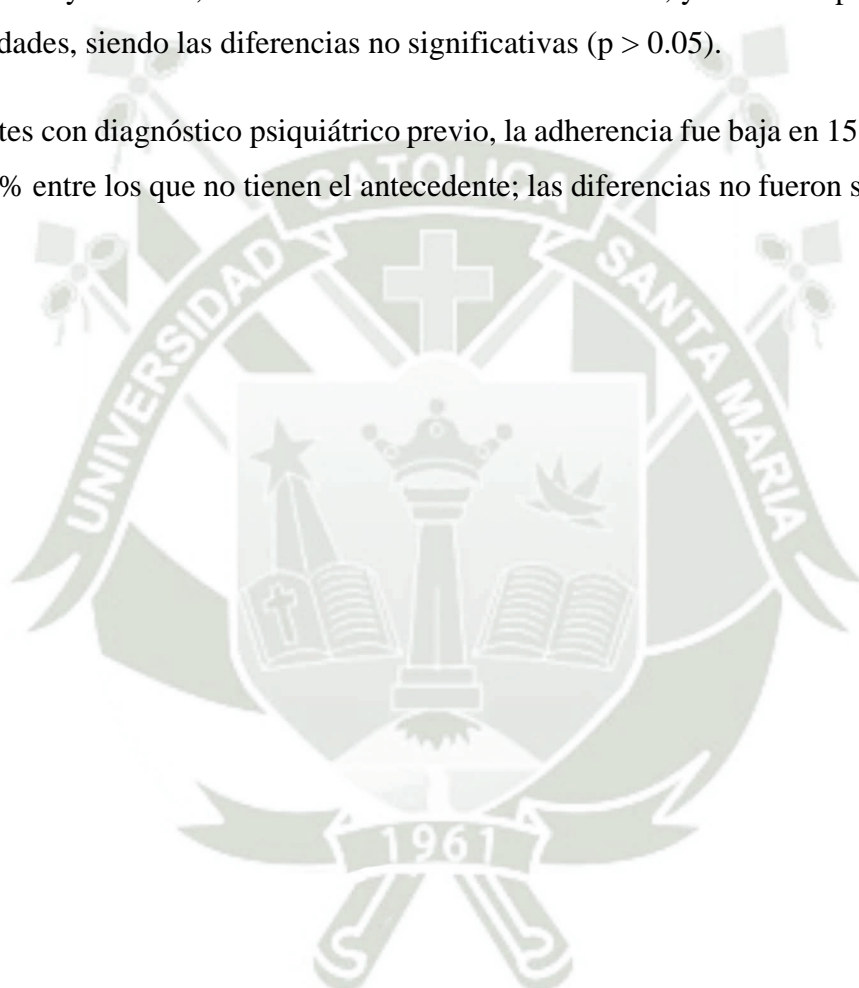 dades, siendo las diferencias no significativas (p > 0.05).
tes con diagnóstico psiquiátrico previo, la adherencia fue baja en 15
% entre los que no tienen el antecedente; las diferencias no fueron s
UNIVERSIDAD CATOLICA SANTA MARIA
1961